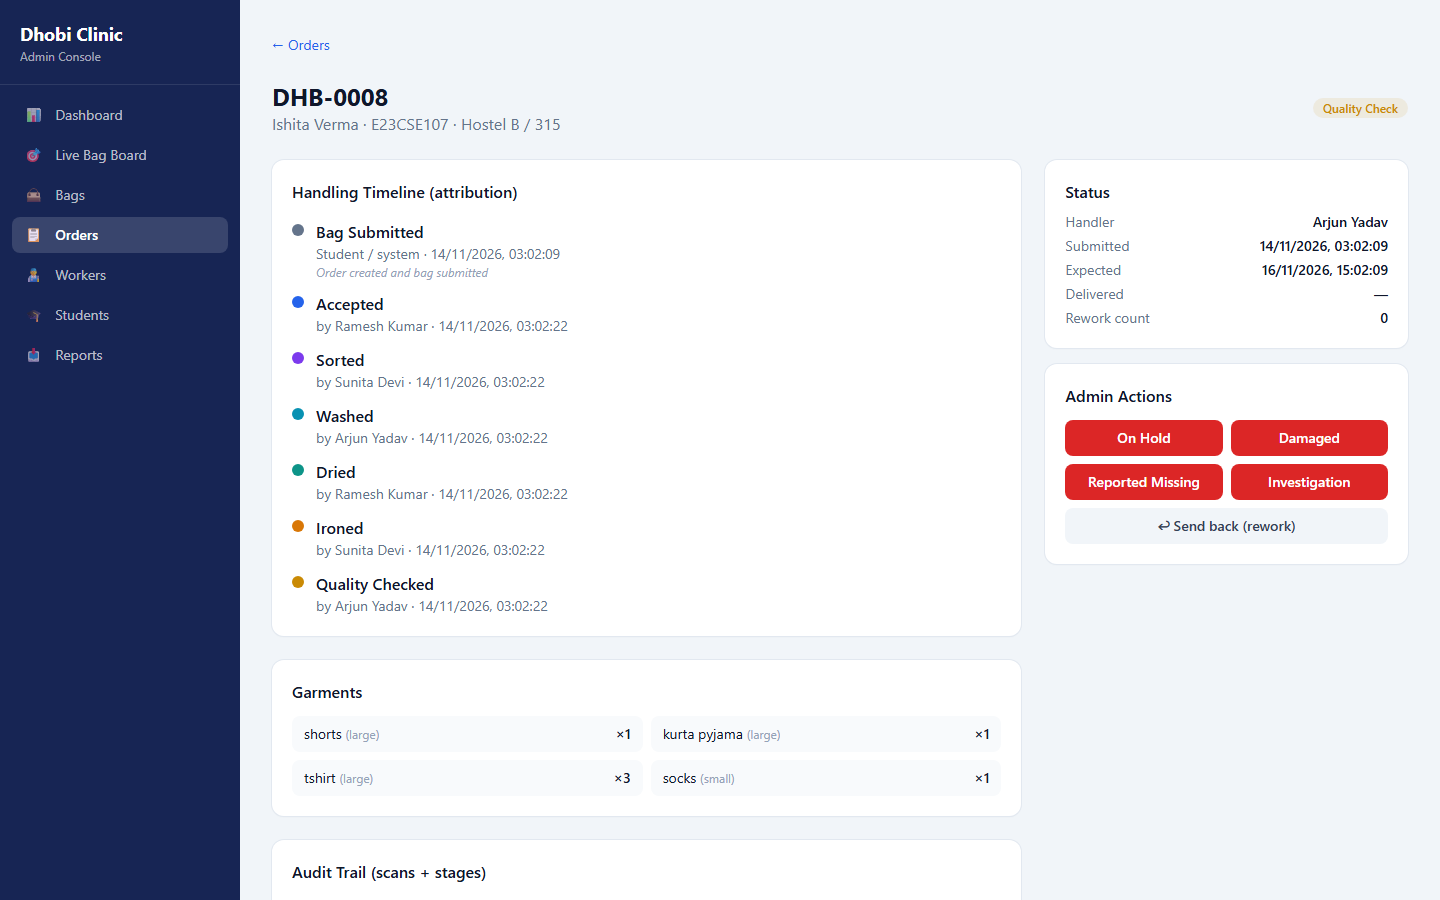 Dhobi Clinic
Admin Console
Dashboard
Live Bag Board
Bags
Orders
Workers
Students
Reports
← Orders
DHB-0008
Ishita Verma · E23CSE107 · Hostel B / 315
Quality Check
Handling Timeline (attribution)
Bag Submitted
Student / system · 14/11/2026, 03:02:09
Order created and bag submitted
Accepted
by Ramesh Kumar · 14/11/2026, 03:02:22
Sorted
by Sunita Devi · 14/11/2026, 03:02:22
Washed
by Arjun Yadav · 14/11/2026, 03:02:22
Dried
by Ramesh Kumar · 14/11/2026, 03:02:22
Ironed
by Sunita Devi · 14/11/2026, 03:02:22
Quality Checked
by Arjun Yadav · 14/11/2026, 03:02:22
Garments
shorts (large) ×1
kurta pyjama (large) ×1
tshirt (large) ×3
socks (small) ×1
Audit Trail (scans + stages)
Status
Handler Arjun Yadav
Submitted 14/11/2026, 03:02:09
Expected 16/11/2026, 15:02:09
Delivered —
Rework count 0
Admin Actions
On Hold
Damaged
Reported Missing
Investigation
↩ Send back (rework)